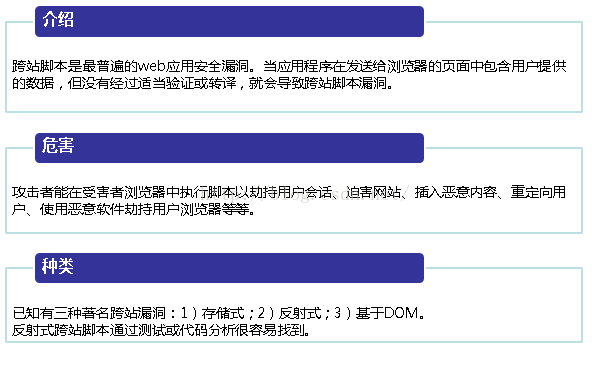 介绍
跨站脚本是最普遍的web应用安全漏洞。当应用程序在发送给浏览器的页面中包含用户提供
的数据，但没有经过适当验证或转译，就会导致跨站脚本漏洞。
危害
攻击者能在受害者浏览器中执行脚本以劫持用户会话、迫害网站、插入恶意内容、重定向用
户、使用恶意软件劫持用户浏览器等等。
种类
已知有三种著名跨站漏洞：1）存储式；2）反射式；3）基于DOM。
反射式跨站脚本通过测试或代码分析很容易找到。